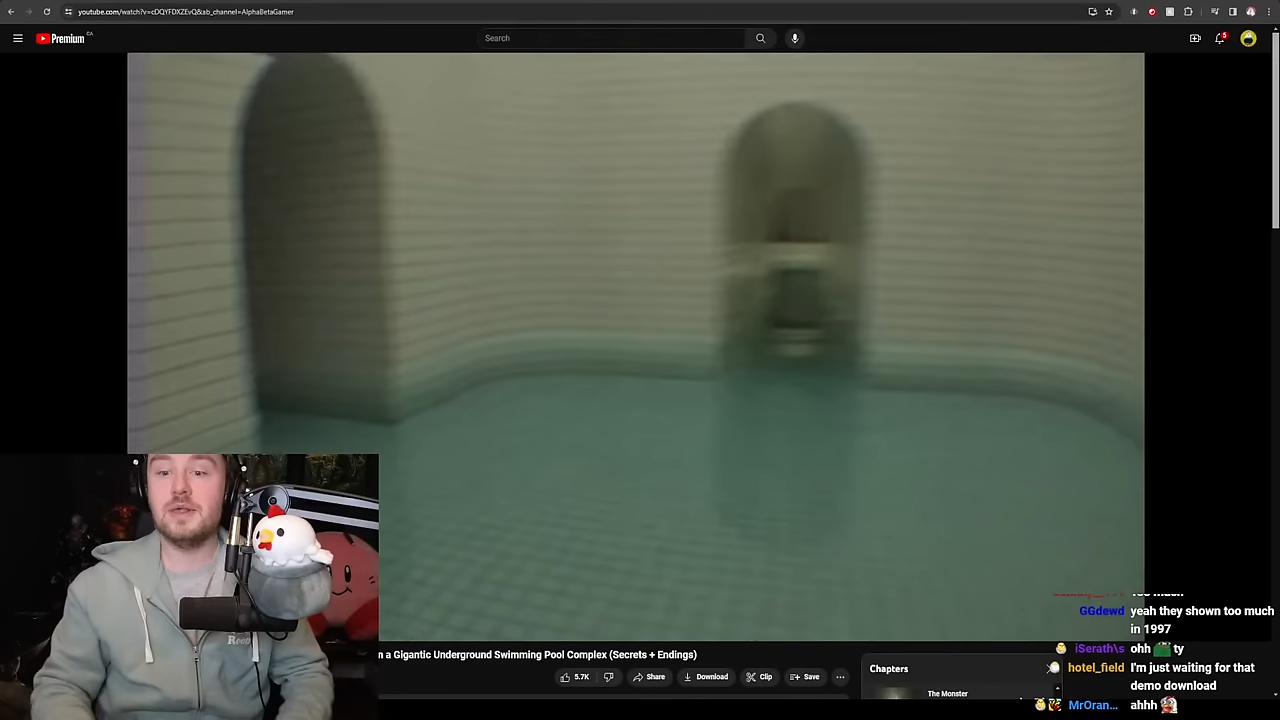 youtube.com/watch?v=cDQYFDXZEvQ&ab_channel=AlphaBetaGamer
Premium
CA
Search
5
n a Gigantic Underground Swimming Pool Complex (Secrets + Endings)
5.7K
Share
Download
Clip
Save
Chapters
The Monster
GGdewd yeah they shown too much
in 1997
iSerath\s ohh ty
hotel_field I'm just waiting for that
demo download
MrOran... ahhh